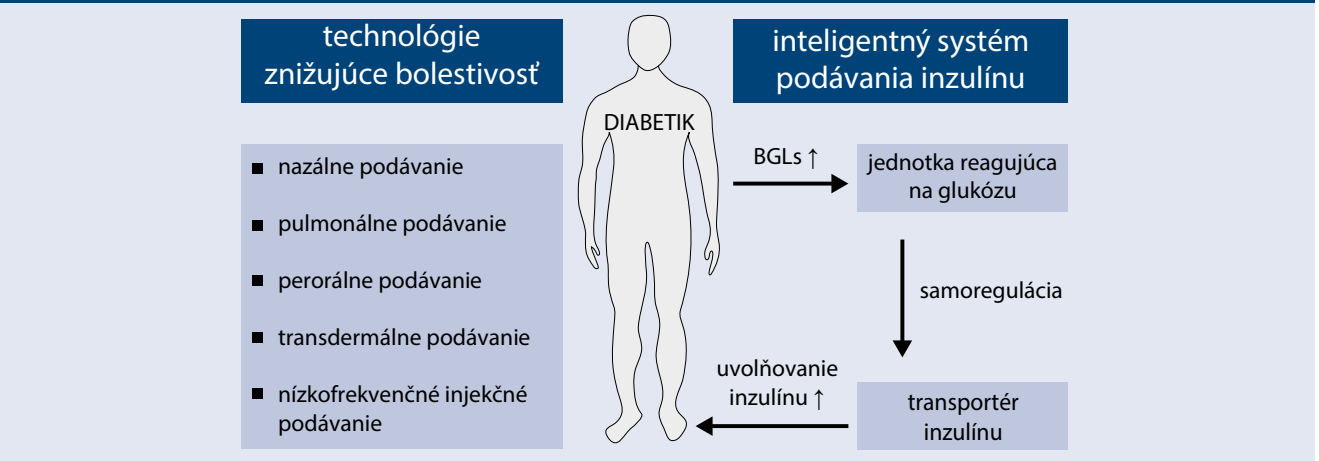 technológie
znižujúce bolestivosť
nazálne podávanie
pulmonálne podávanie
perorálne podávanie
transdermálne podávanie
nízkofrekvenčné injekčné
podávanie
DIABETIK
inteligentný systém
podávania inzulínu
BGLs ↑
jednotka reagujúca
na glukózu
samoregulácia
transportér
inzulínu
uvolňovanie
inzulínu ↑